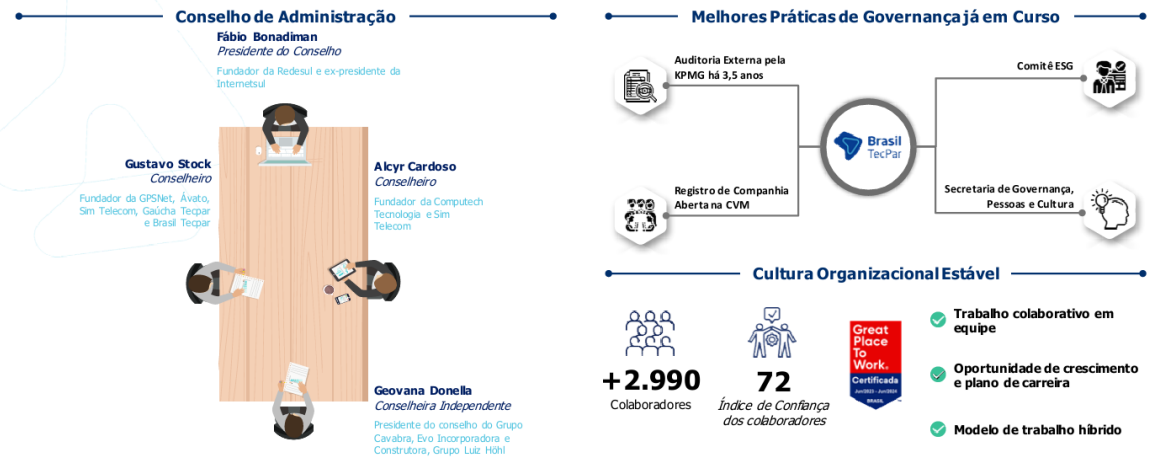 Conselho de Administração
Fábio Bonadiman
Presidente do Conselho
Fundador da Redesul e ex-presidente da
Internetsul
Gustavo Stock
Conselheiro
Fundador da GPSNet, Ávato,
Sim Telecom, Gaúcha Tecpar
e Brasil Tecpar
Alcyr Cardoso
Conselheiro
Fundador da Computech
Tecnologia e Sim
Telecom
Geovana Donella
Conselheira Independente
Presidente do conselho do Grupo
Cavabra, Evo Incorporadora e
Construtora, Grupo Luiz Höhl
Melhores Práticas de Governança já em Curso
Auditoria Externa pela
KPMG há 3,5 anos
Comitê ESG
Brasil
TecPar
Registro de Companhia
Aberta na CVM
Secretaria de Governança,
Pessoas e Cultura
Cultura Organizacional Estável
+2.990
Colaboradores
72
Índice de Confiança
dos colaboradores
Great
Place
To
Work.
Certificada
Jun/2023 - Jun/2024
BRASIL
Trabalho colaborativo em
equipe
Oportunidade de crescimento
e plano de carreira
Modelo de trabalho híbrido